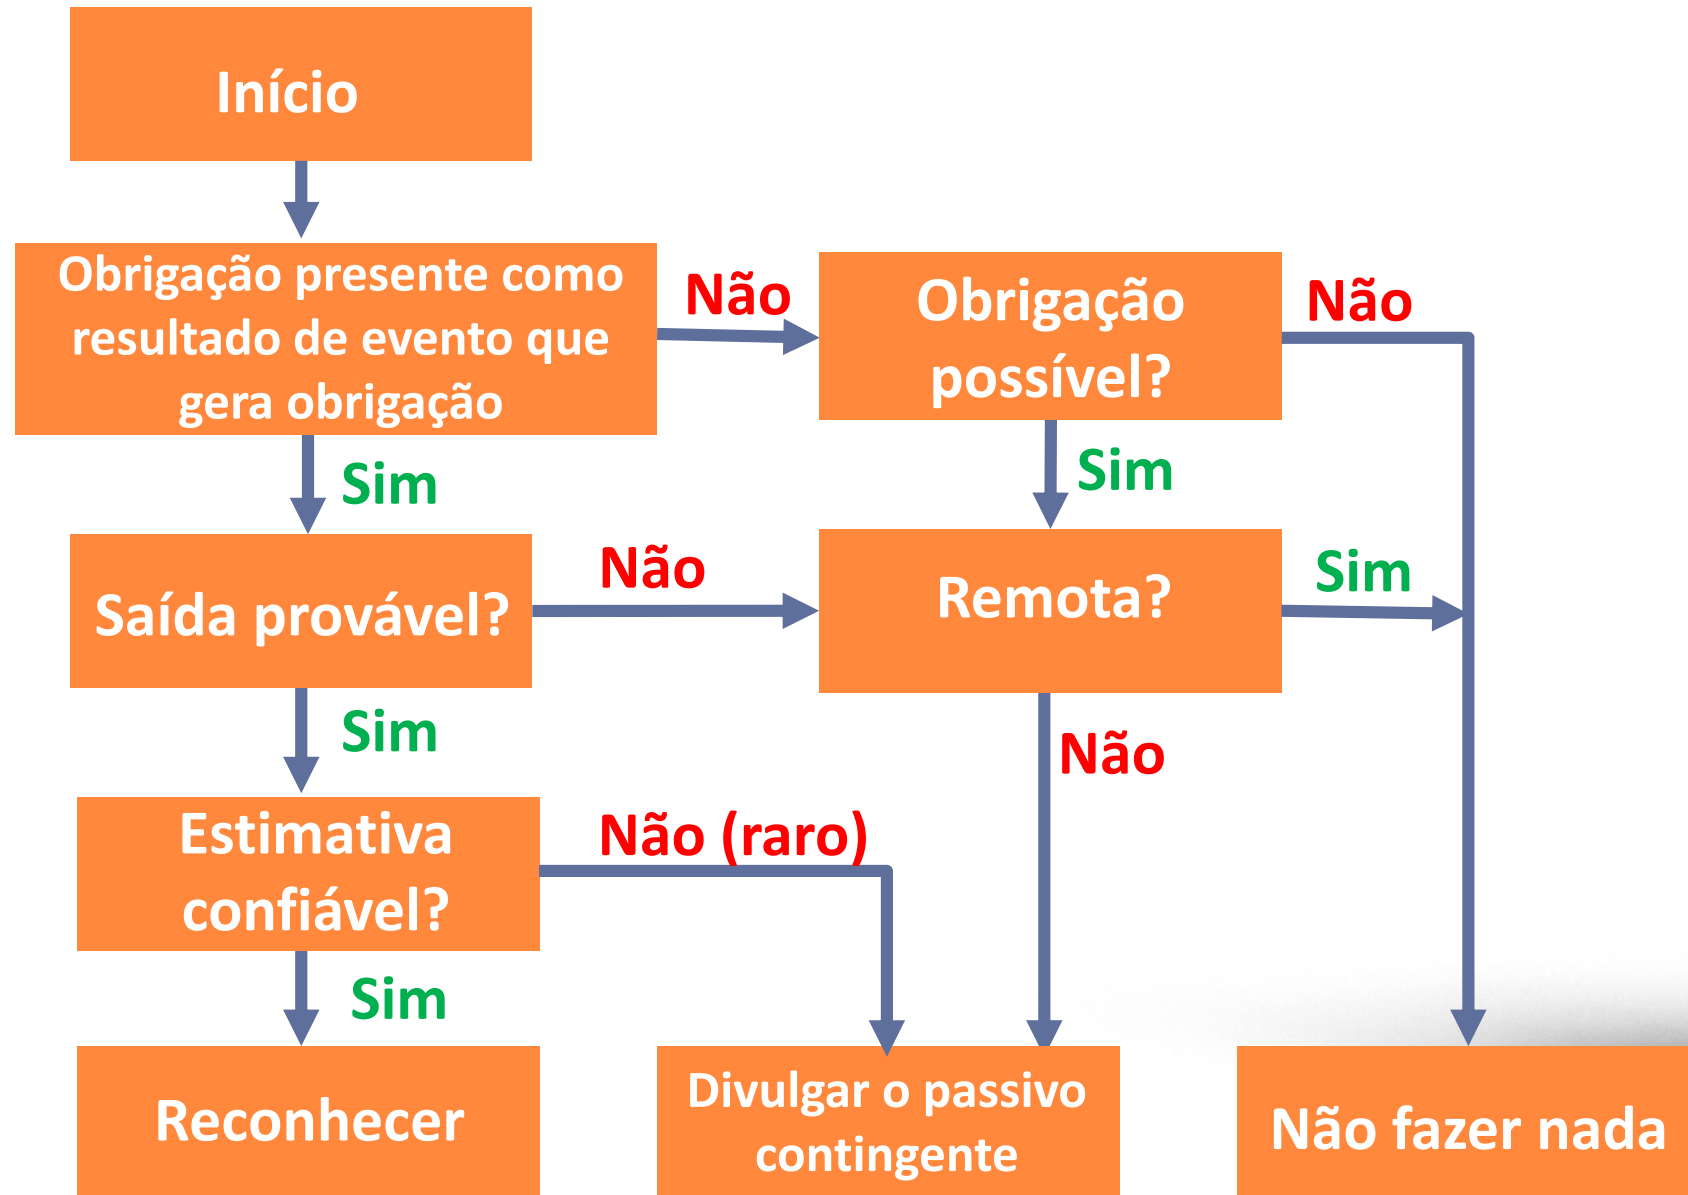 Início
Obrigação presente como
resultado de evento que
gera obrigação
Não
Obrigação
possível?
Não
Sim
Sim
Saída provável?
Não
Remota?
Sim
Sim
Não
Estimativa
confiável?
Não (raro)
Sim
Reconhecer
Divulgar o passivo
contingente
Não fazer nada